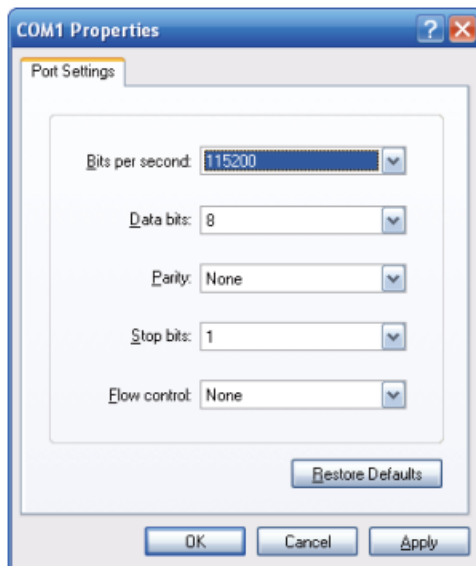 COM1 Properties
Port Settings
Bits per second: 115200
Data bits: 8
Parity: None
Stop bits: 1
Flow control: None
Restore Defaults
OK Cancel Apply